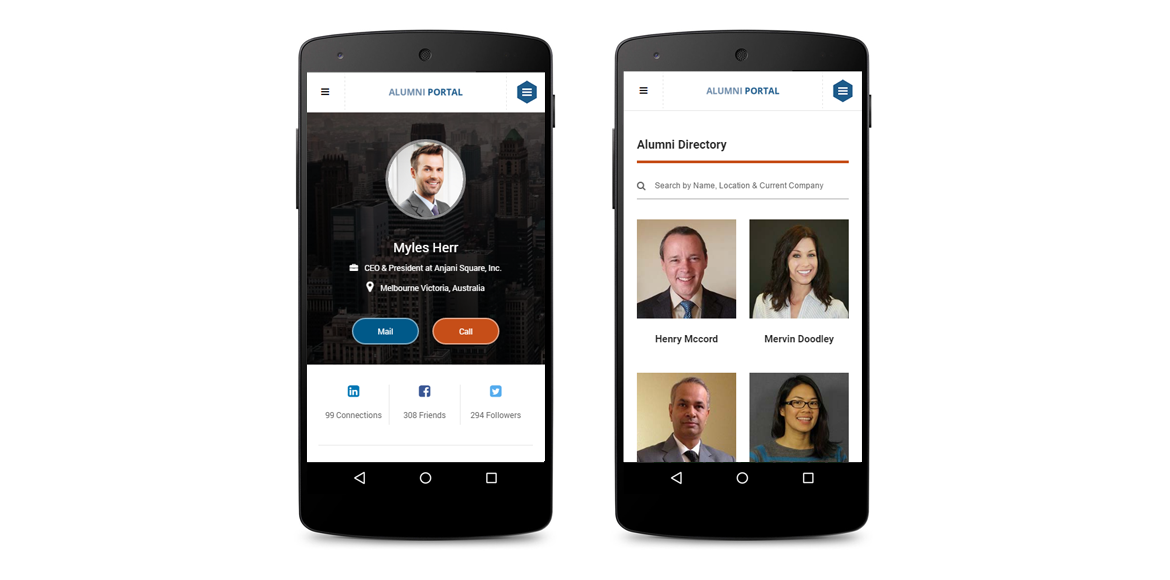 ALUMNI PORTAL
Myles Herr
CEO & President at Anjani Square, Inc.
Melbourne Victoria, Australia
Mail
Call
99 Connections
308 Friends
294 Followers
ALUMNI PORTAL
Alumni Directory
Search by Name, Location & Current Company
Henry Mccord
Mervin Doodley